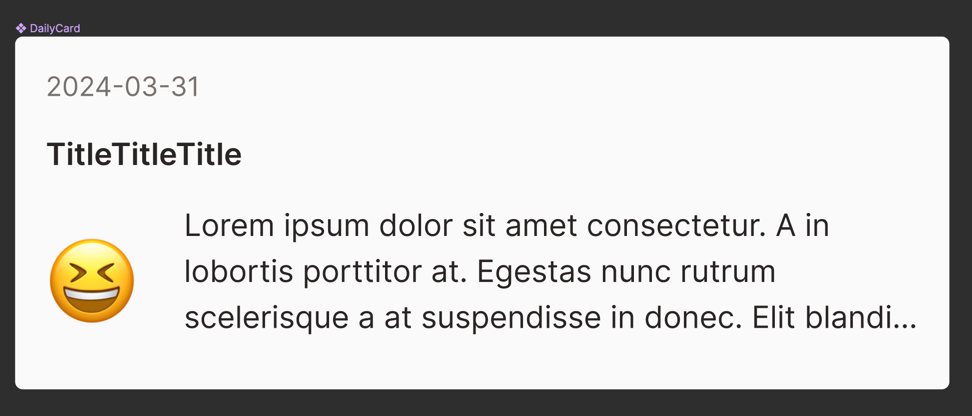 DailyCard
2024-03-31
TitleTitleTitle
Lorem ipsum dolor sit amet consectetur. A in
lobortis porttitor at. Egestas nunc rutrum
scelerisque a at suspendisse in donec. Elit blandi...